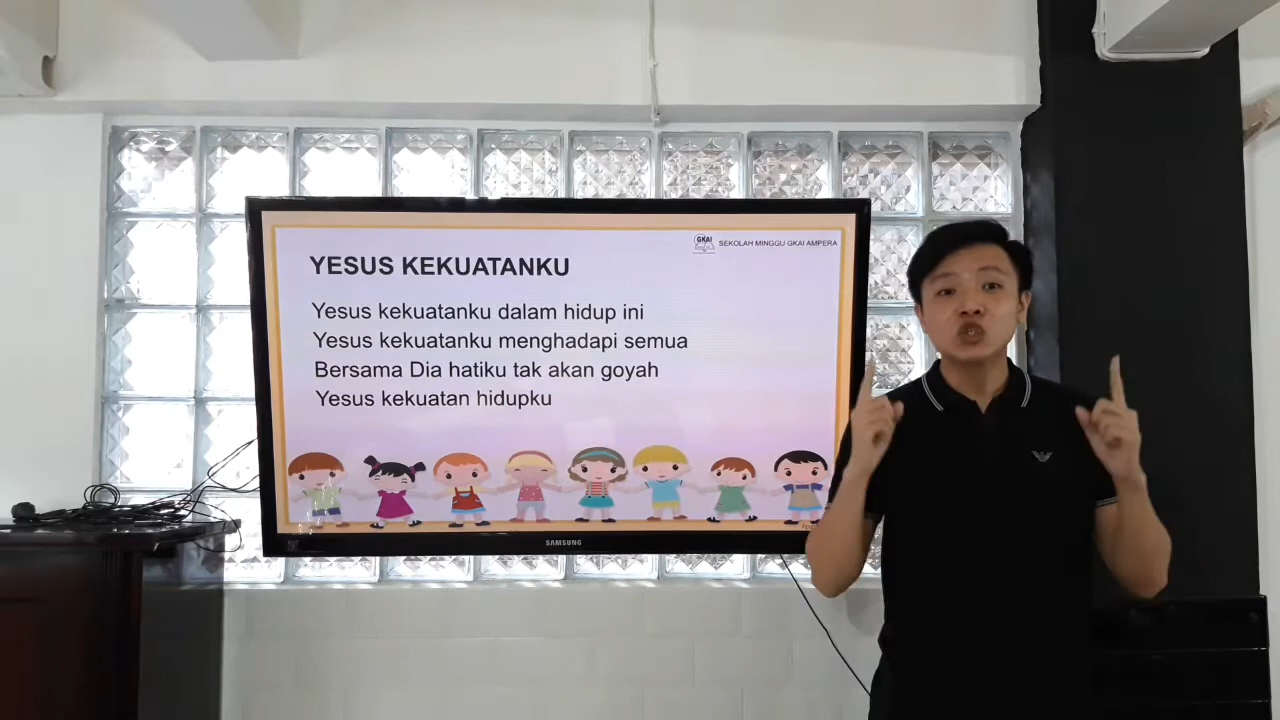 GKAI
SEKOLAH MINGGU GKAI AMPERA
YESUS KEKUATANKU
Yesus kekuatanku dalam hidup ini
Yesus kekuatanku menghadapi semua
Bersama Dia hatiku tak akan goyah
Yesus kekuatan hidupku
SAMSUNG